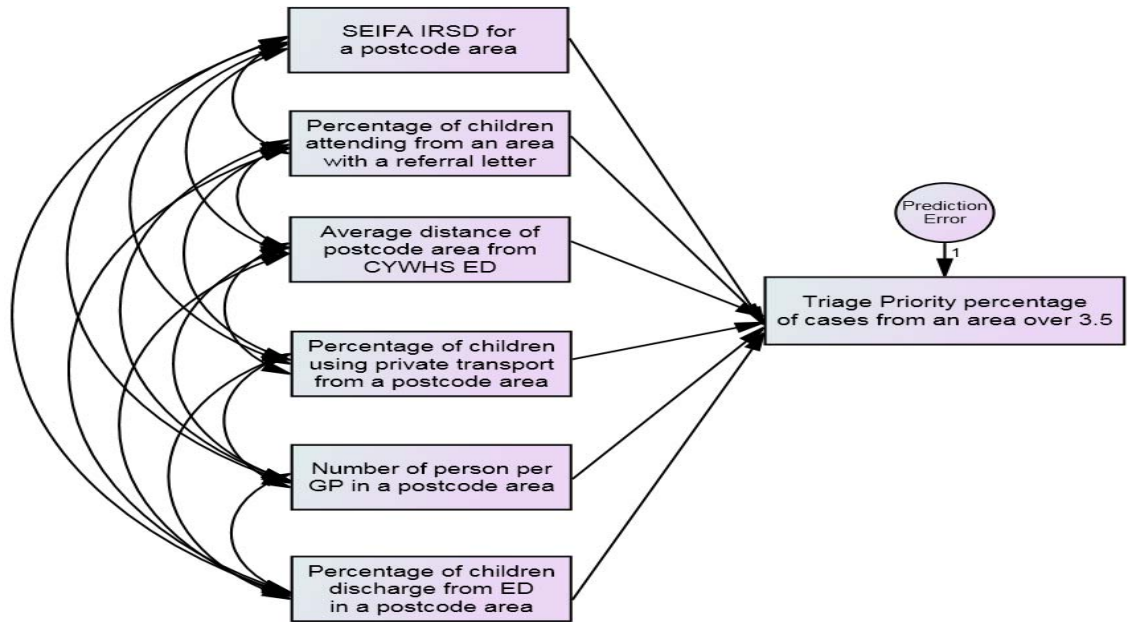 SEIFA IRSD for
a postcode area
Percentage of children
attending from an area
with a referral letter
Average distance of
postcode area from
CYWHS ED
Percentage of children
using private transport
from a postcode area
Number of person per
GP in a postcode area
Percentage of children
discharge from ED
in a postcode area
Prediction
Error
1
Triage Priority percentage
of cases from an area over 3.5